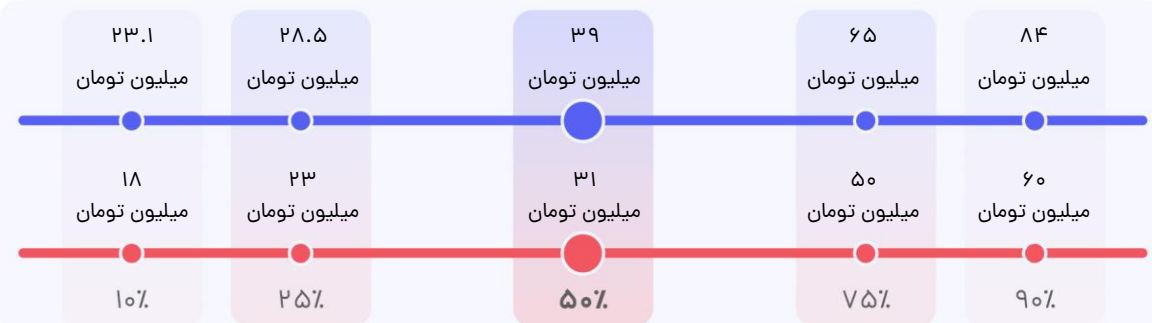 ۲۳.۱ ۲۸.۵ ۳۹ ۶۵ ۸۴
میلیون تومان میلیون تومان میلیون تومان میلیون تومان میلیون تومان
۱۸ ۲۳ ۳۱ ۵۰ ۶۰
میلیون تومان میلیون تومان میلیون تومان میلیون تومان میلیون تومان
۱۰٪ ۲۵٪ ۵۰٪ ۷۵٪ ۹۰٪